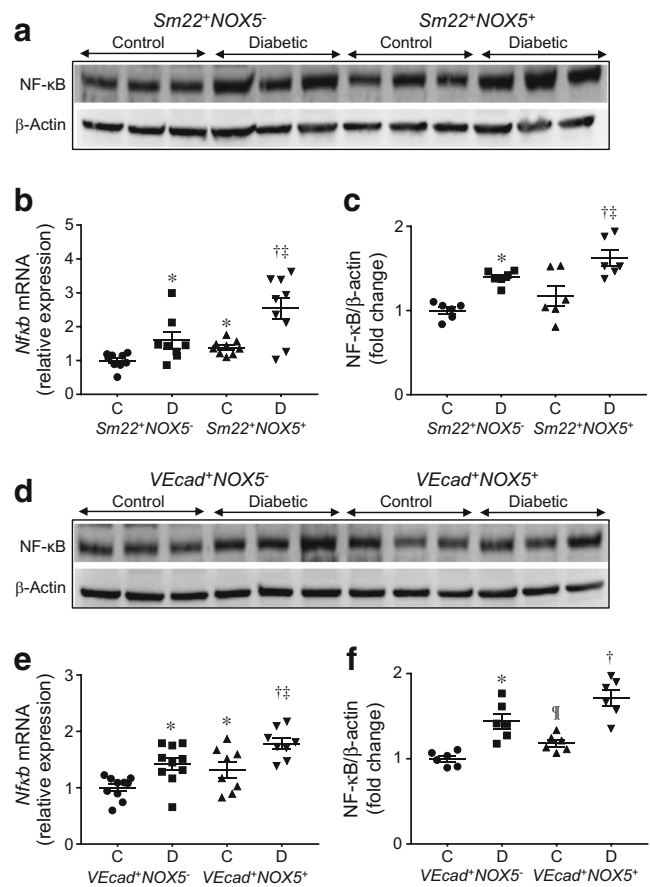 a
Sm22+NOX5- Sm22+NOX5+
Control Diabetic Control Diabetic
NF-κB
β-Actin
b
Nfκb mRNA
(relative expression)
5
4
3
2
1
0
* * †‡
C D C D
Sm22+NOX5- Sm22+NOX5+
c
NF-κB/β-actin
(fold change)
2
1
0
* †‡
C D C D
Sm22+NOX5- Sm22+NOX5+
d
VEcad+NOX5- VEcad+NOX5+
Control Diabetic Control Diabetic
NF-κB
β-Actin
e
Nfκb mRNA
(relative expression)
3
2
1
0
* * †‡
C D C D
VEcad+NOX5- VEcad+NOX5+
f
NF-κB/β-actin
(fold change)
2
1
0
* ¶ †
C D C D
VEcad+NOX5- VEcad+NOX5+